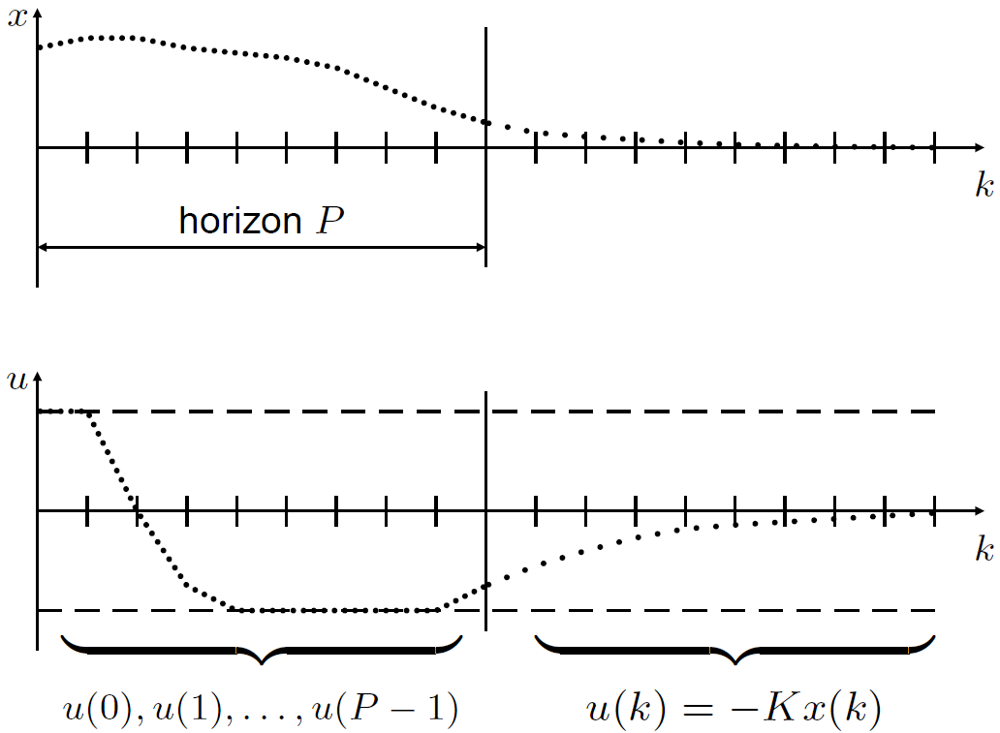 x
k
horizon P
u
k
u(0), u(1), . . . , u(P − 1)
u(k) = −Kx(k)